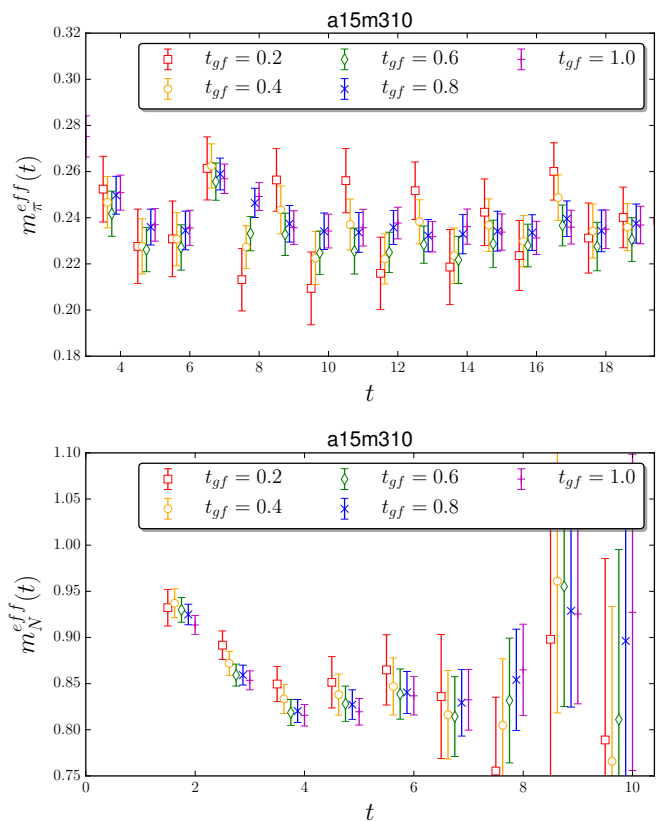 a15m310
0.32
0.30
0.28
0.26
0.24
0.22
0.20
0.18
m_π^{eff}(t)
t_{gf} = 0.2
t_{gf} = 0.6
t_{gf} = 1.0
t_{gf} = 0.4
t_{gf} = 0.8
4 6 8 10 12 14 16 18
t
a15m310
1.10
1.05
1.00
0.95
0.90
0.85
0.80
0.75
m_N^{eff}(t)
t_{gf} = 0.2
t_{gf} = 0.6
t_{gf} = 1.0
t_{gf} = 0.4
t_{gf} = 0.8
0 2 4 6 8 10
t